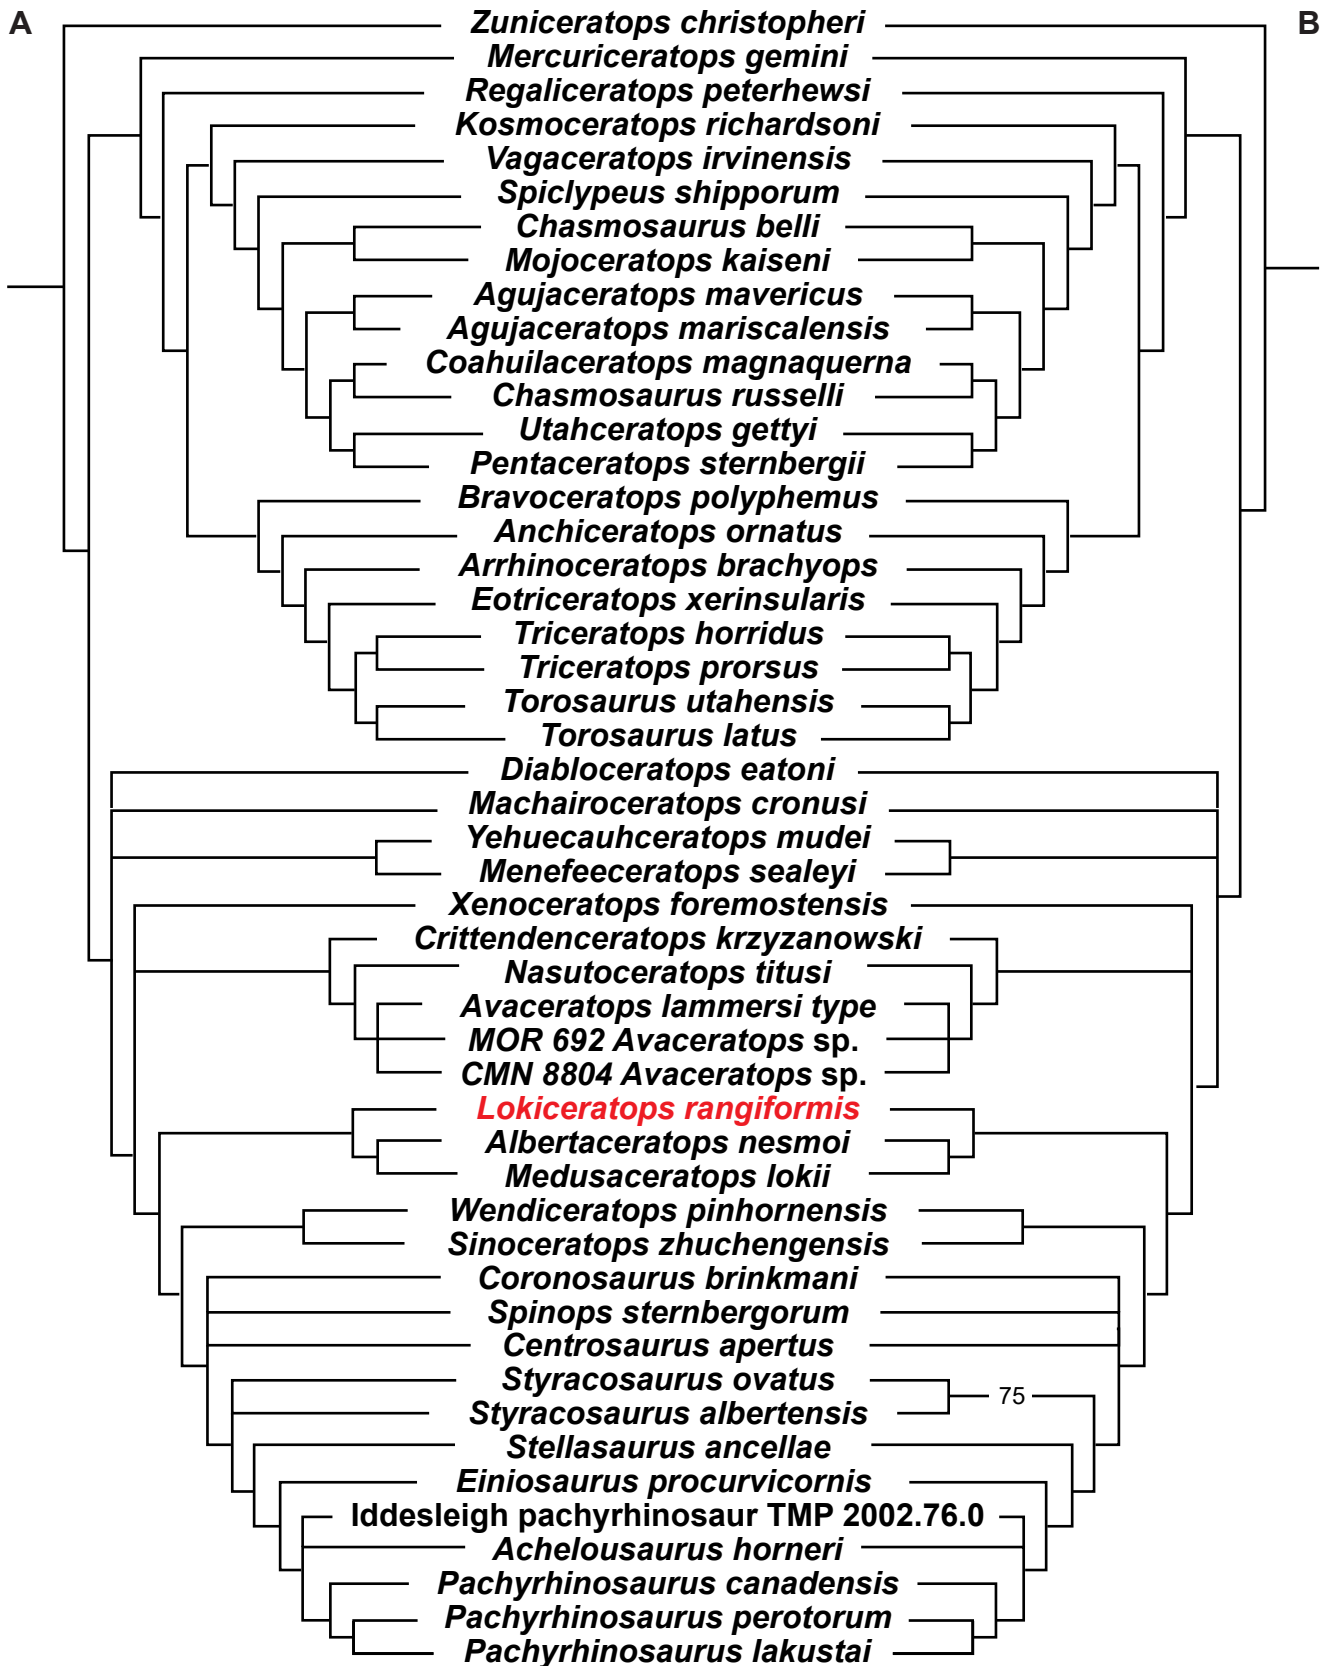 A
B
Zuniceratops christopheri
Mercuriceratops gemini
Regaliceratops peterhewsi
Kosmoceratops richardsoni
Vagaceratops irvinensis
Spiclypeus shipporum
Chasmosaurus belli
Mojoceratops kaiseni
Agujaceratops mavericus
Agujaceratops mariscalensis
Coahuilaceratops magnaquerna
Chasmosaurus russelli
Utahceratops gettyi
Pentaceratops sternbergii
Bravoceratops polyphemus
Anchiceratops ornatus
Arrhinoceratops brachyops
Eotriceratops xerinsularis
Triceratops horridus
Triceratops prorsus
Torosaurus utahensis
Torosaurus latus
Diabloceratops eatoni
Machairoceratops cronusi
Yehuecauhceratops mudei
Menefeeceratops sealeyi
Xenoceratops foremostensis
Crittendenceratops krzyzanowski
Nasutoceratops titusi
Avaceratops lammersi type
MOR 692 Avaceratops sp.
CMN 8804 Avaceratops sp.
Lokiceratops rangiformis
Albertaceratops nesmoi
Medusaceratops lokii
Wendiceratops pinhornensis
Sinoceratops zhuchengensis
Coronosaurus brinkmani
Spinops sternbergorum
Centrosaurus apertus
Styracosaurus ovatus
75
Styracosaurus albertensis
Stellasaurus ancellae
Einiosaurus procurvicornis
Iddesleigh pachyrhinosaur TMP 2002.76.0
Achelousaurus horneri
Pachyrhinosaurus canadensis
Pachyrhinosaurus perotorum
Pachyrhinosaurus lakustai